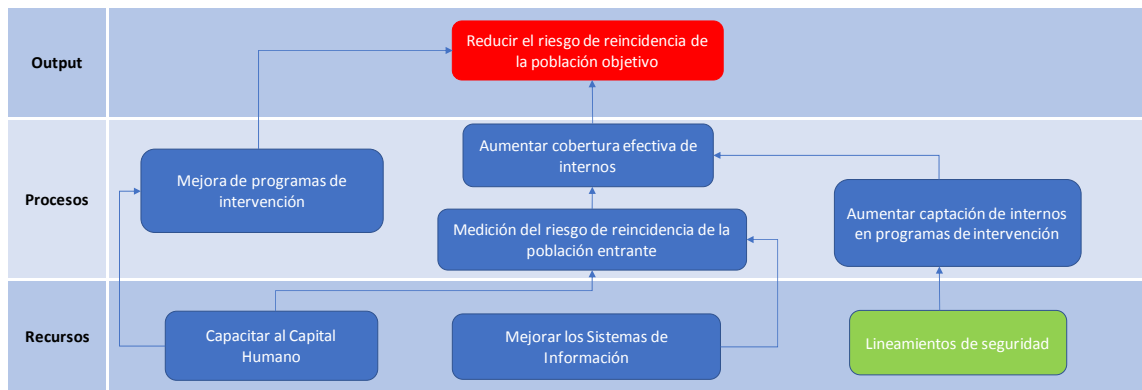 Output
Reducir el riesgo de reincidencia de
la población objetivo
Procesos
Mejora de programas de
intervención
Aumentar cobertura efectiva de
internos
Medición del riesgo de reincidencia de la
población entrante
Aumentar captación de internos
en programas de intervención
Recursos
Capacitar al Capital
Humano
Mejorar los Sistemas de
Información
Lineamientos de seguridad